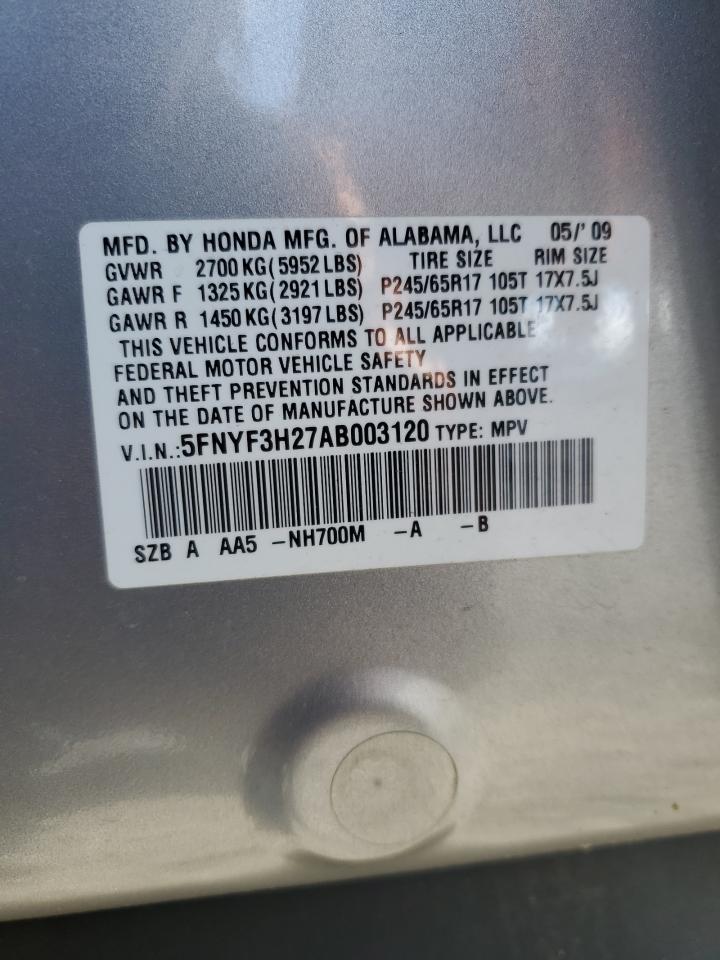 MFD. BY HONDA MFG. OF ALABAMA, LLC 05/'09
GVWR 2700KG(5952LBS) TIRE SIZE RIM SIZE
GAWR F 1325KG(2921LBS) P245/65R17 105T 17X7.5J
GAWR R 1450KG(3197LBS) P245/65R17 105T 17X7.5J
THIS VEHICLE CONFORMS TO ALL APPLICABLE
FEDERAL MOTOR VEHICLE SAFETY
AND THEFT PREVENTION STANDARDS IN EFFECT
ON THE DATE OF MANUFACTURE SHOWN ABOVE.
V.I.N.:5FNYF3H27AB003120 TYPE: MPV
SZB A AA5 -NH700M -A -B